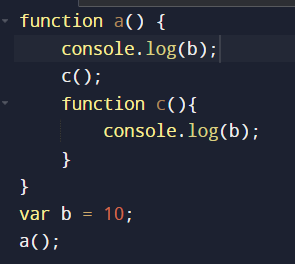 function a() {
    console.log(b);
    c();
    function c(){
        console.log(b);
    }
}
var b = 10;
a();